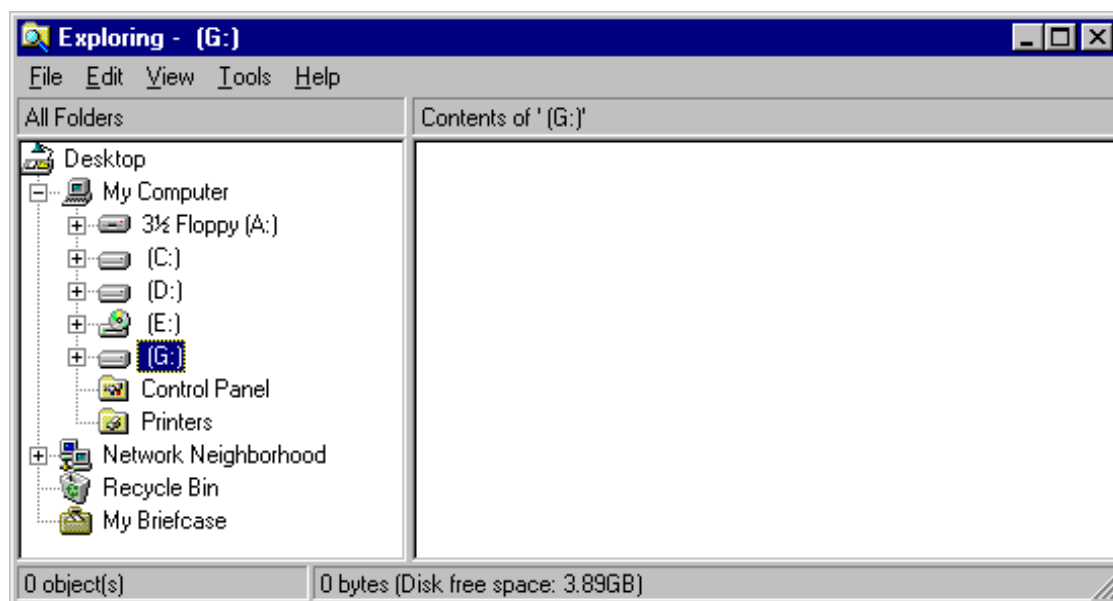 Exploring - (G:)
File Edit View Tools Help
All Folders
Contents of ' (G:)'
Desktop
My Computer
3½ Floppy (A:)
(C:)
(D:)
(E:)
(G:)
Control Panel
Printers
Network Neighborhood
Recycle Bin
My Briefcase
0 object(s)
0 bytes (Disk free space: 3.89GB)